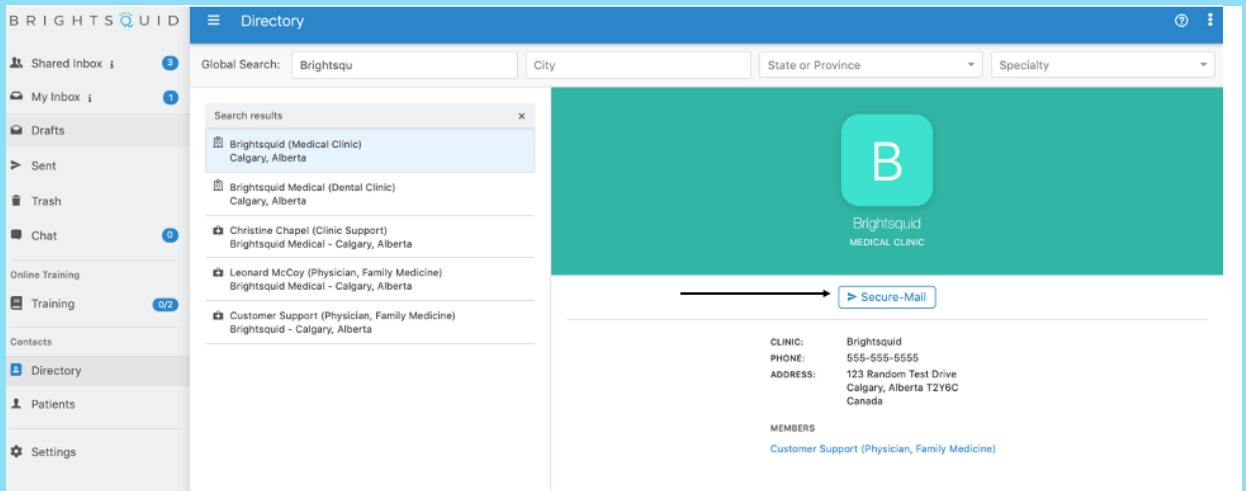 BRIGHTSQUID
Directory
Shared Inbox i 3
My Inbox i 1
Drafts
Sent
Trash
Chat 0
Online Training
Training 0/2
Contacts
Directory
Patients
Settings
Global Search: Brightsqu City State or Province Specialty
Search results x
Brightsquid (Medical Clinic)
Calgary, Alberta
Brightsquid Medical (Dental Clinic)
Calgary, Alberta
Christine Chapel (Clinic Support)
Brightsquid Medical - Calgary, Alberta
Leonard McCoy (Physician, Family Medicine)
Brightsquid Medical - Calgary, Alberta
Customer Support (Physician, Family Medicine)
Brightsquid - Calgary, Alberta
B
Brightsquid
MEDICAL CLINIC
Secure-Mail
CLINIC: Brightsquid
PHONE: 555-555-5555
ADDRESS: 123 Random Test Drive
Calgary, Alberta T2Y6C
Canada
MEMBERS
Customer Support (Physician, Family Medicine)